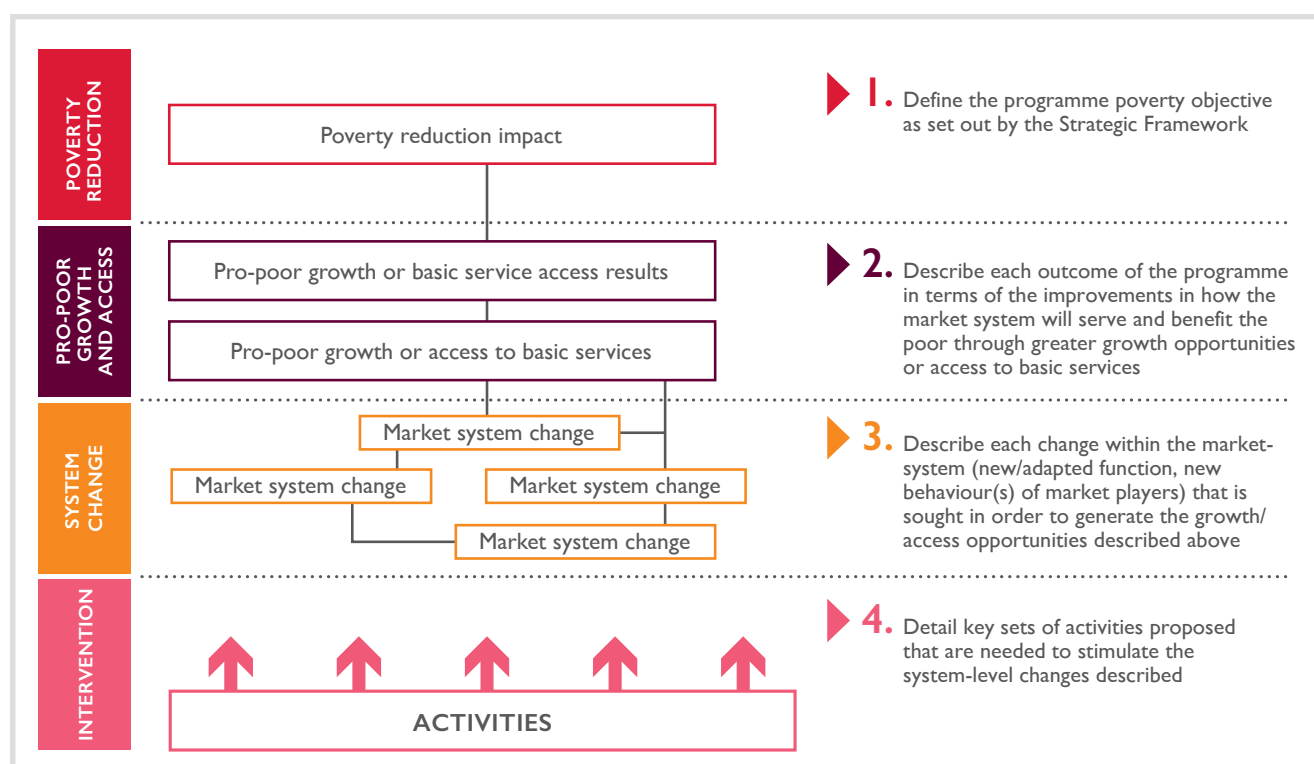 POVERTY
REDUCTION
Poverty reduction impact
1. Define the programme poverty objective
as set out by the Strategic Framework
PRO-POOR
GROWTH
AND ACCESS
Pro-poor growth or basic service access results
Pro-poor growth or access to basic services
2. Describe each outcome of the programme
in terms of the improvements in how the
market system will serve and benefit the
poor through greater growth opportunities
or access to basic services
SYSTEM
CHANGE
Market system change
Market system change
Market system change
Market system change
3. Describe each change within the market-
system (new/adapted function, new
behaviour(s) of market players) that is
sought in order to generate the growth/
access opportunities described above
INTERVENTION
ACTIVITIES
4. Detail key sets of activities proposed
that are needed to stimulate the
system-level changes described